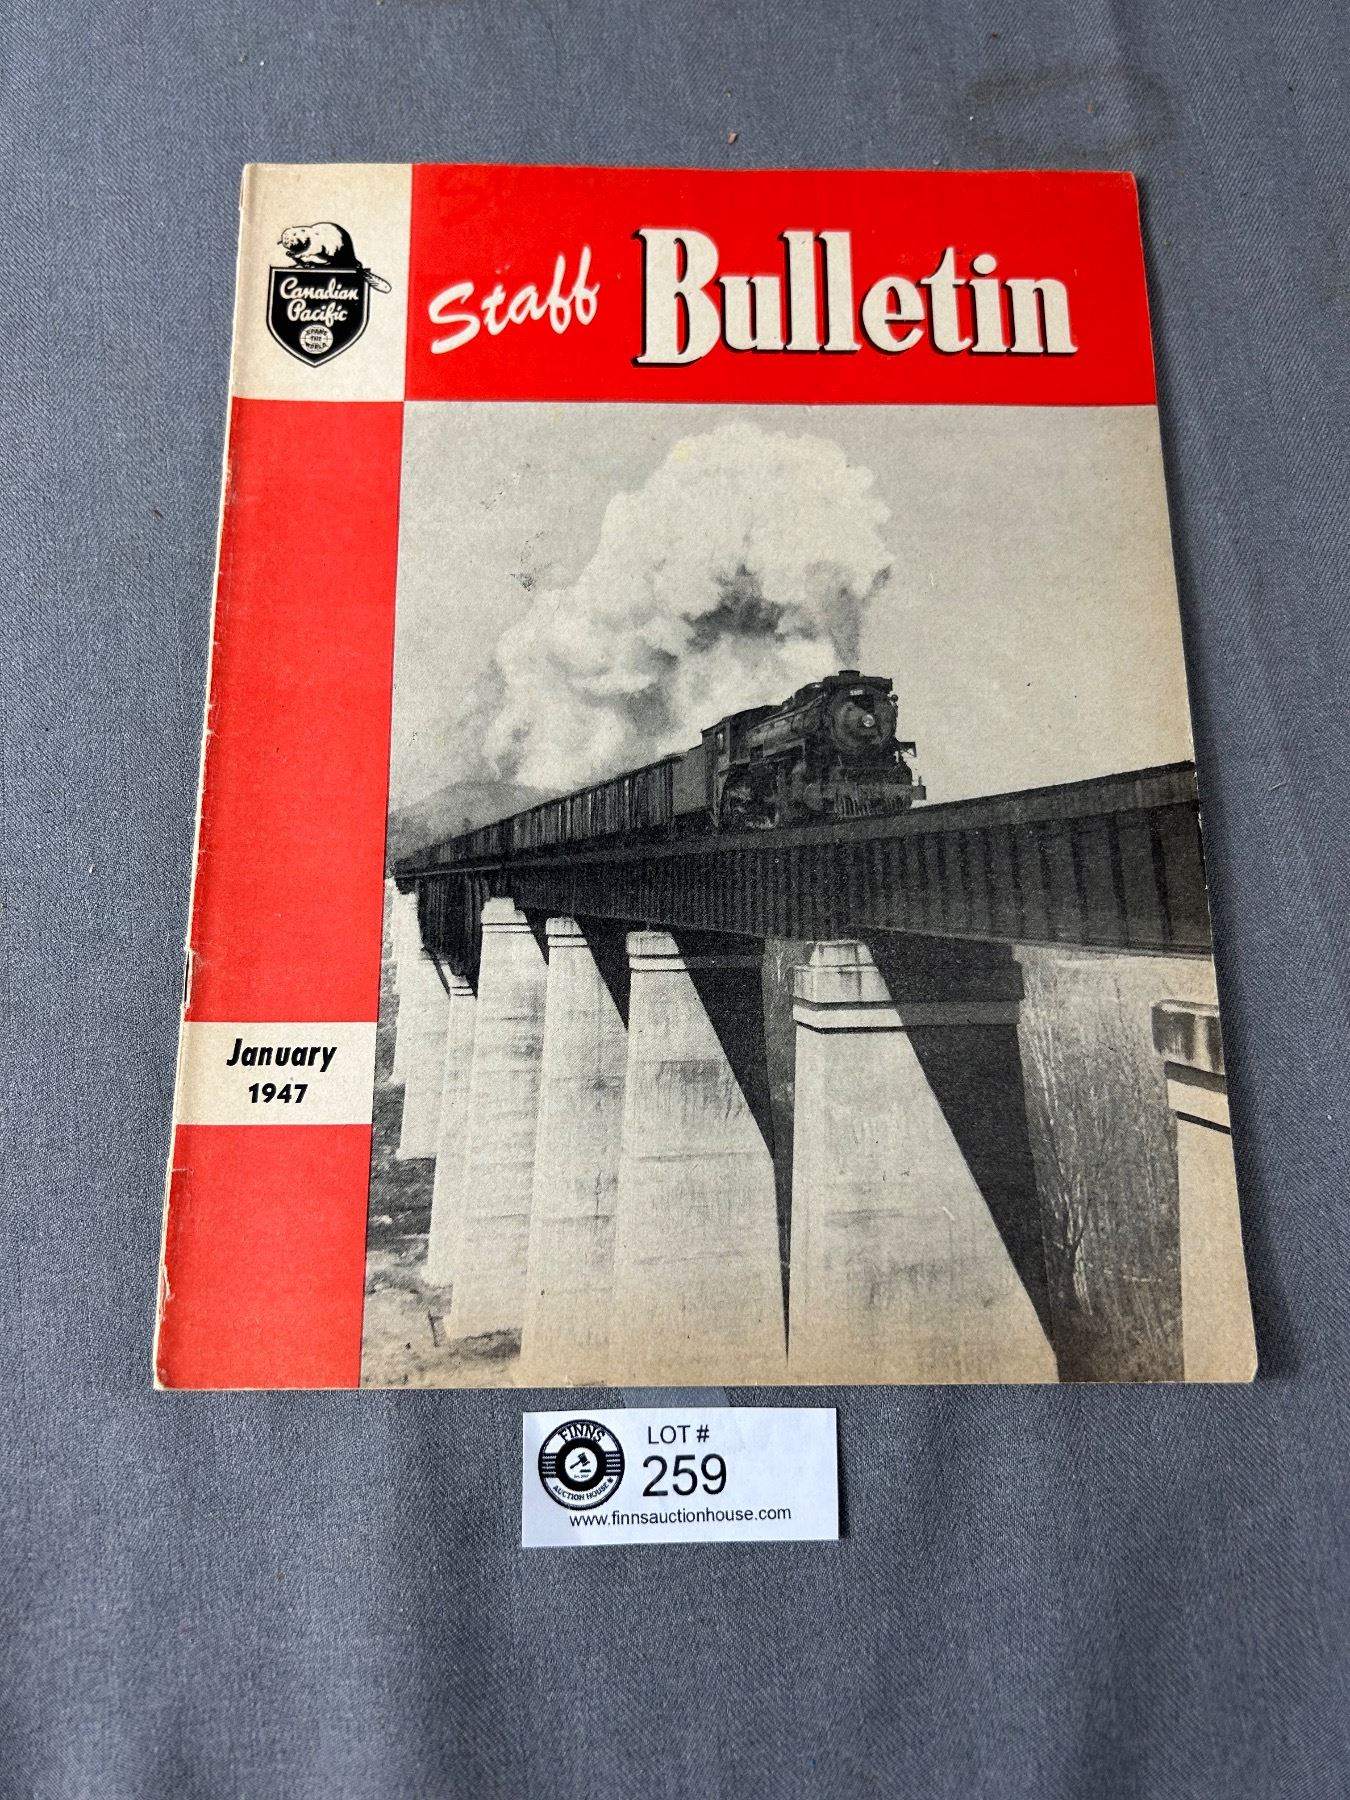 Canadian
Pacific
SPANS
THE
WORLD
Staff Bulletin
January
1947
FINNS
AUCTION HOUSE
LOT #
259
www.finnsauctionhouse.com